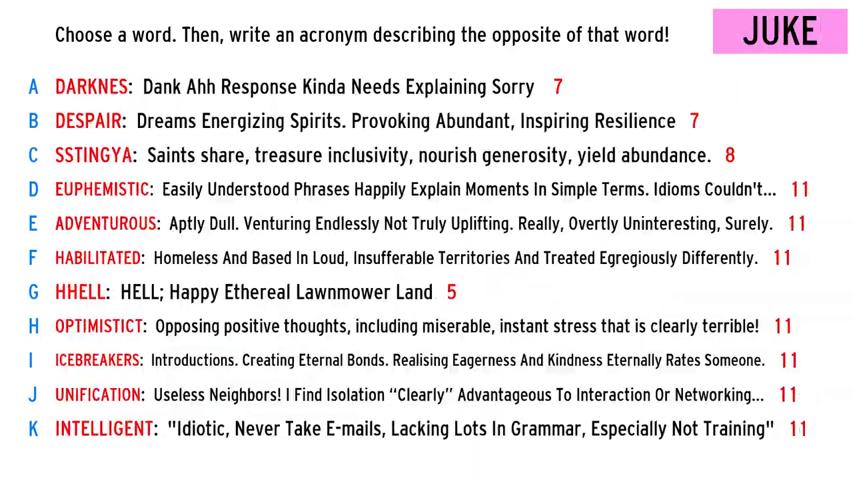 Choose a word. Then, write an acronym describing the opposite of that word!
JUKE
A DARKNES: Dank Ahh Response Kinda Needs Explaining Sorry 7
B DESPAIR: Dreams Energizing Spirits. Provoking Abundant, Inspiring Resilience 7
C SSTINGYA: Saints share, treasure inclusivity, nourish generosity, yield abundance. 8
D EUPHEMISTIC: Easily Understood Phrases Happily Explain Moments In Simple Terms. Idioms Couldn't... 11
E ADVENTUROUS: Aptly Dull. Venturing Endlessly Not Truly Uplifting. Really, Overtly Uninteresting, Surely. 11
F HABILITATED: Homeless And Based In Loud, Insufferable Territories And Treated Egregiously Differently. 11
G HHELL: HELL; Happy Ethereal Lawnmower Land 5
H OPTIMISTICT: Opposing positive thoughts, including miserable, instant stress that is clearly terrible! 11
I ICEBREAKERS: Introductions. Creating Eternal Bonds. Realising Eagerness And Kindness Eternally Rates Someone. 11
J UNIFICATION: Useless Neighbors! I Find Isolation “Clearly” Advantageous To Interaction Or Networking... 11
K INTELLIGENT: "Idiotic, Never Take E-mails, Lacking Lots In Grammar, Especially Not Training" 11